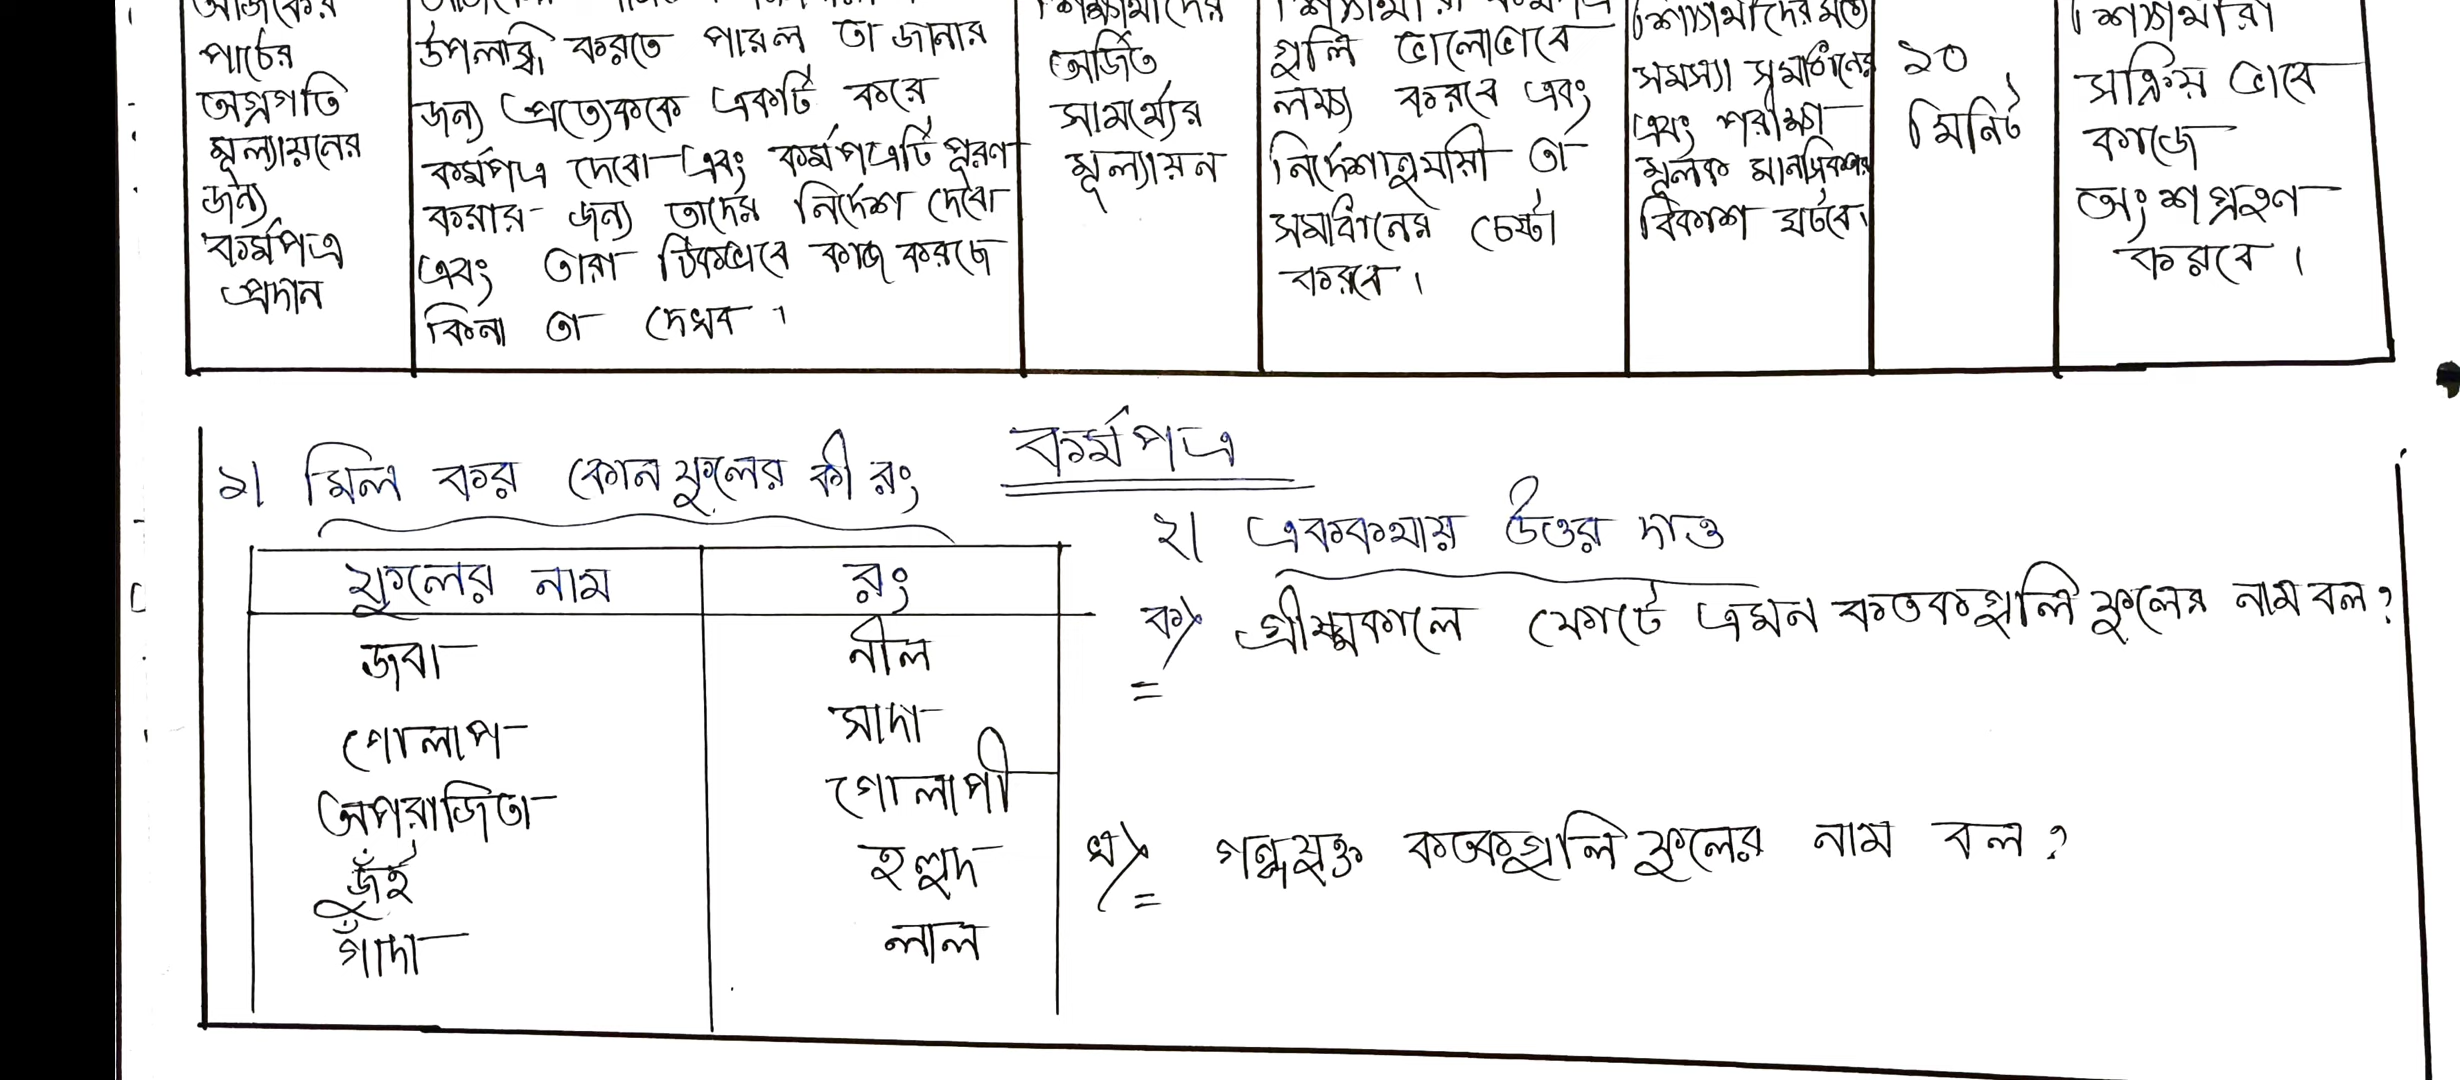 আজকের
পাঠের
অগ্রগতি
মূল্যায়নের
জন্য
কর্মপত্র
প্রদান
উপলব্ধি করতে পারল তা জানার
জন্য প্রত্যেককে একটি করে
কর্মপত্র দেবো এবং কর্মপত্রটি পূরণ
করার জন্য তাদের নির্দেশ দেবো
এবং তারা ঠিকভাবে কাজ করছে
কিনা তা দেখব ।
শিক্ষার্থীদের
অর্জিত
সামর্থ্যের
মূল্যায়ন
গুলি ভালোভাবে
লক্ষ্য করবে এবং
নির্দেশানুযায়ী তা
সমাধানের চেষ্টা
করবে ।
শিক্ষার্থীদের মতে
সমস্যা সমাধানের
এবং পরীক্ষা
মূলক মানসিকতার
বিকাশ ঘটবে।
১০
মিনিট
শিক্ষার্থীরা
সক্রিয় ভাবে
কাজে
অংশগ্রহণ
করবে ।
কর্মপত্র
১। মিল কর কোন ফুলের কী রং
ফুলের নাম রং
জবা নীল
গোলাপ সাদা
অপরাজিতা গোলাপী
জুঁই হলুদ
গাঁদা লাল
২। এককথায় উত্তর দাও
ক) গ্রীষ্মকালে ফোটে এমন কতকগুলি ফুলের নাম বল ?
=
খ) গন্ধযুক্ত কতকগুলি ফুলের নাম বল ?
=